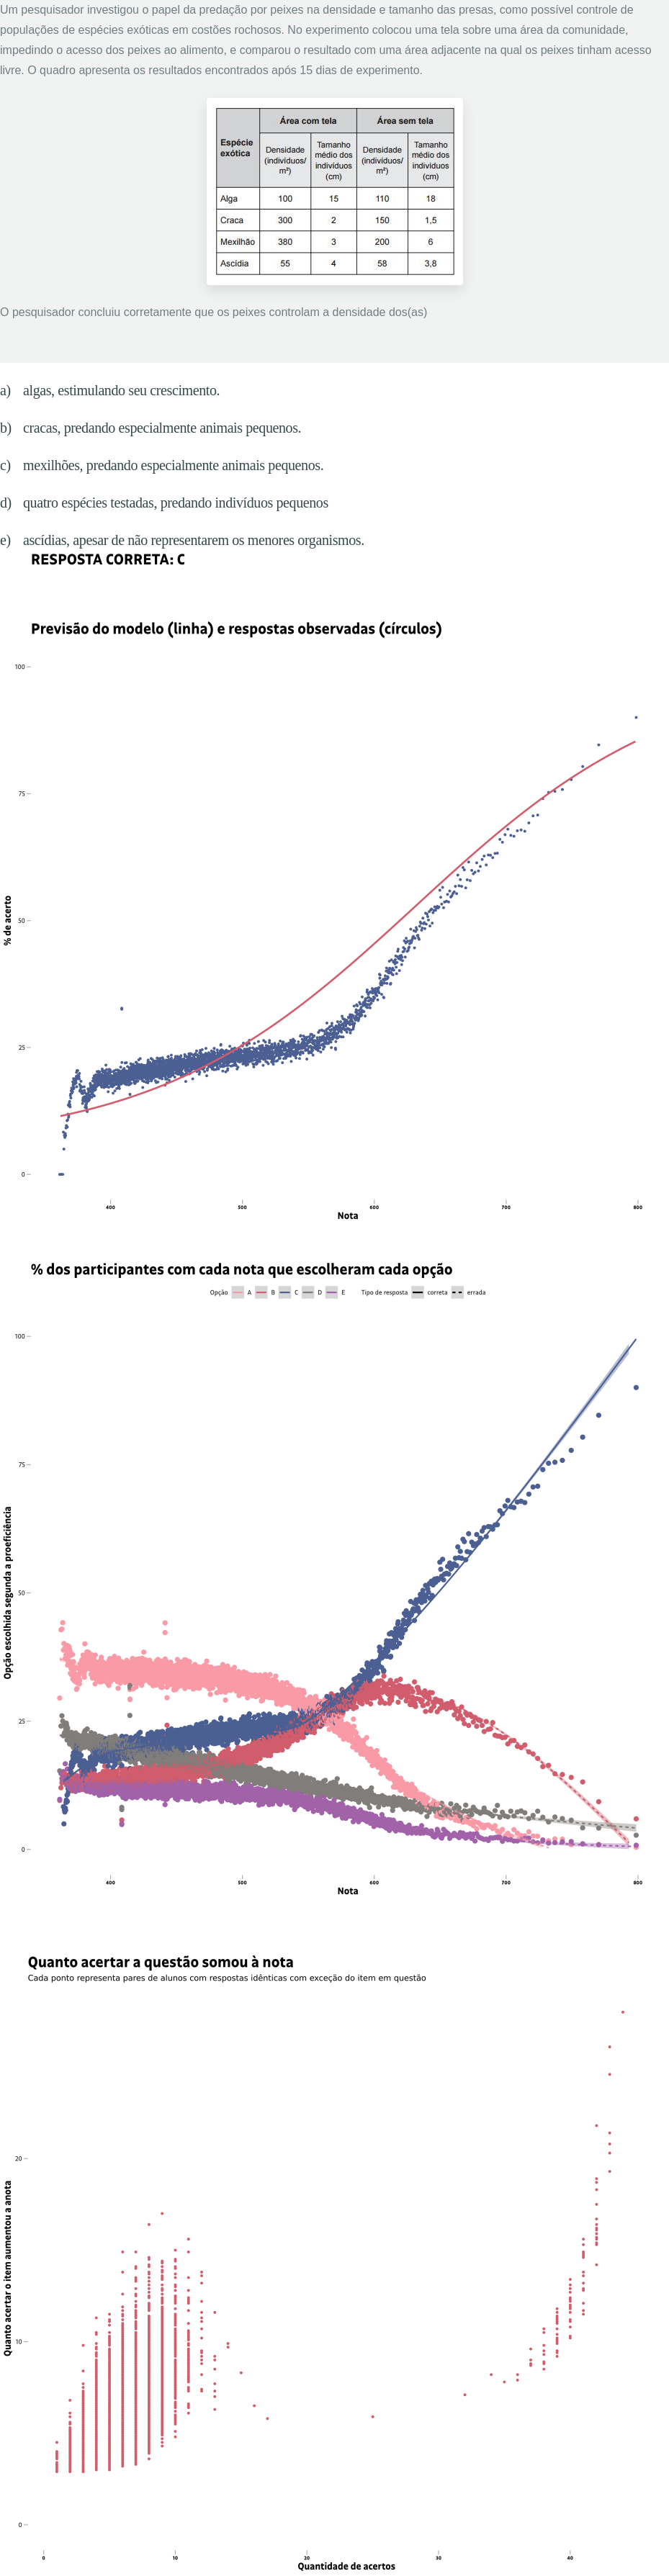 Um pesquisador investigou o papel da predação por peixes na densidade e tamanho das presas, como possível controle de
populações de espécies exóticas em costões rochosos. No experimento colocou uma tela sobre uma área da comunidade,
impedindo o acesso dos peixes ao alimento, e comparou o resultado com uma área adjacente na qual os peixes tinham acesso
livre. O quadro apresenta os resultados encontrados após 15 dias de experimento.
Espécie exótica
Área com tela
Área sem tela
Densidade (indivíduos/ m²)
Tamanho médio dos indivíduos (cm)
Densidade (indivíduos/ m²)
Tamanho médio dos indivíduos (cm)
Alga 100 15 110 18
Craca 300 2 150 1,5
Mexilhão 380 3 200 6
Ascídia 55 4 58 3,8
O pesquisador concluiu corretamente que os peixes controlam a densidade dos(as)
a) algas, estimulando seu crescimento.
b) cracas, predando especialmente animais pequenos.
c) mexilhões, predando especialmente animais pequenos.
d) quatro espécies testadas, predando indivíduos pequenos
e) ascídias, apesar de não representarem os menores organismos.
RESPOSTA CORRETA: C
Previsão do modelo (linha) e respostas observadas (círculos)
100
75
50
25
0
% de acerto
400 500 600 700 800
Nota
% dos participantes com cada nota que escolheram cada opção
Opção A B C D E Tipo de resposta correta errada
100
75
50
25
0
Opção escolhida segunda a proeficiência
400 500 600 700 800
Nota
Quanto acertar a questão somou à nota
Cada ponto representa pares de alunos com respostas idênticas com exceção do item em questão
20
10
0
Quanto acertar o item aumentou a anota
0 10 20 30 40
Quantidade de acertos